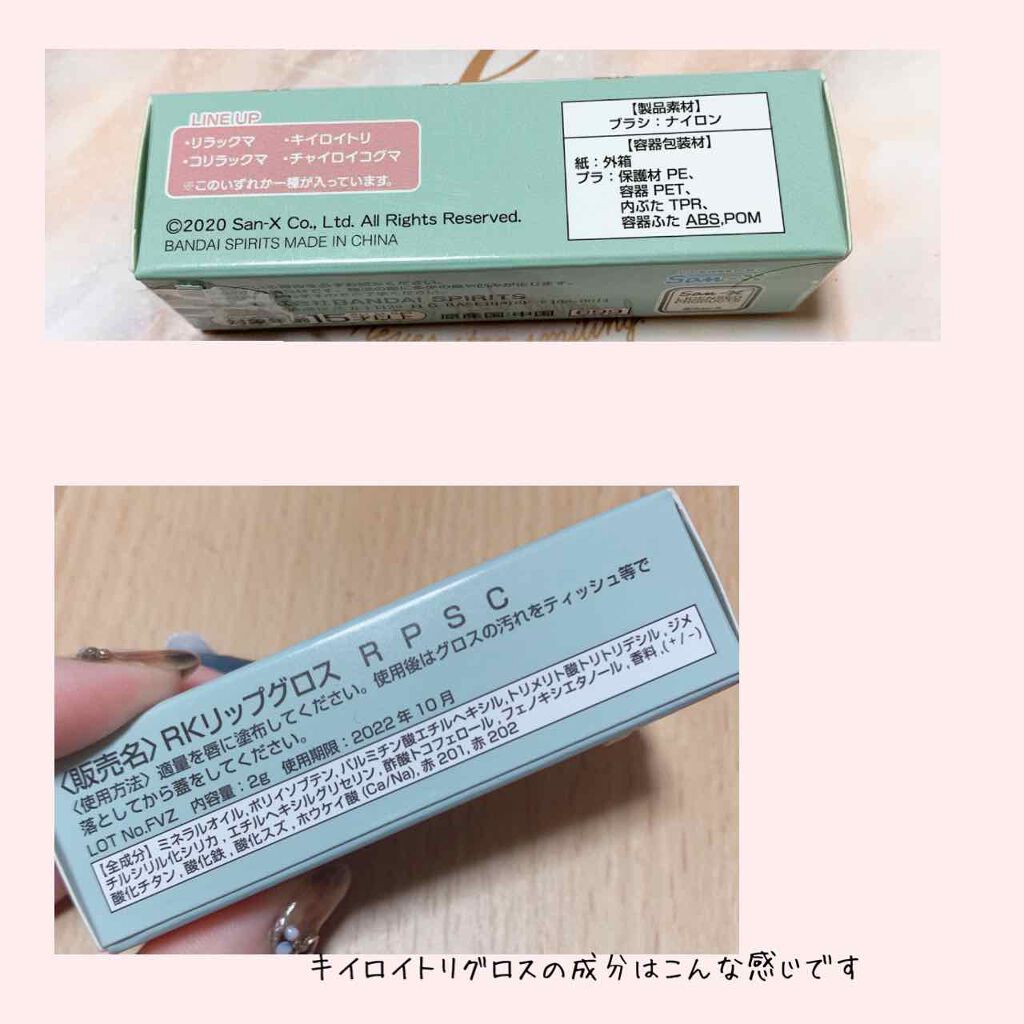 LINE UP
・リラックマ ・キイロイトリ
・コリラックマ ・チャイロイコグマ
※このいずれか一種が入っています。
©2020 San-X Co., Ltd. All Rights Reserved.
BANDAI SPIRITS MADE IN CHINA
【製品素材】
ブラシ：ナイロン
【容器包装材】
紙：外箱
プラ：保護材 PE、
容器 PET、
内ぶた TPR、
容器ふた ABS,POM
BANDAI SPIRITS
原産国:中国
San-X
smiling.
〈販売名〉RKリップグロス R P S C
〈使用方法〉適量を唇に塗布してください。使用後はグロスの汚れをティッシュ等で
落としてから蓋をしてください。
LOT No.FVZ 内容量：2g 使用期限：2022年10月
【全成分】ミネラルオイル,ポリイソブテン,パルミチン酸エチルヘキシル,トリメリト酸トリトリデシル,ジメ
チルシリル化シリカ,エチルヘキシルグリセリン,酢酸トコフェロール,フェノキシエタノール,香料,(+/-)
酸化チタン,酸化鉄,酸化スズ,ホウケイ酸(Ca/Na),赤201,赤202
キイロイトリグロスの成分はこんな感じです